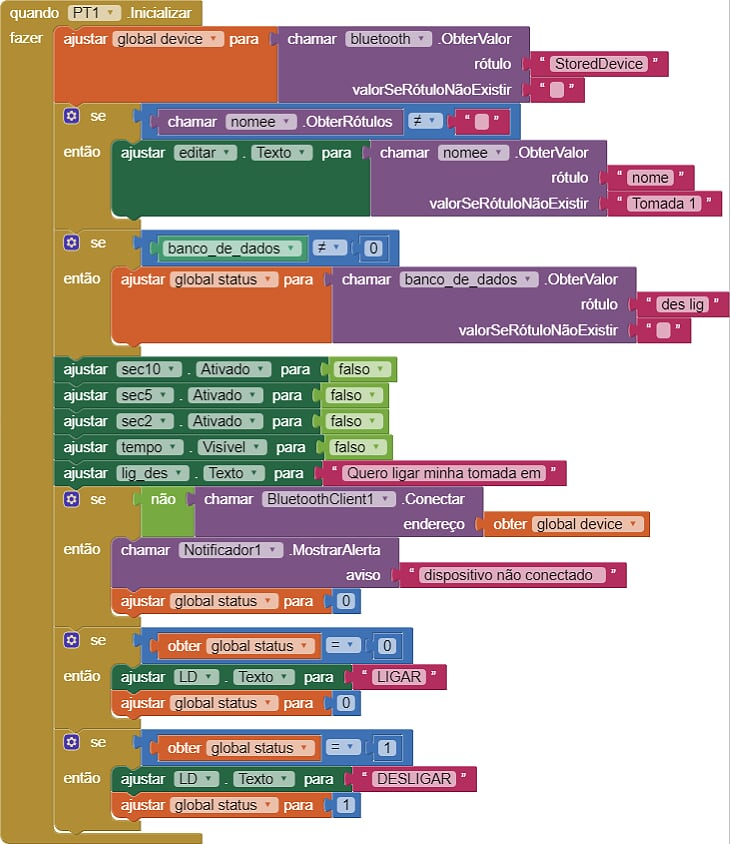 quando PT1 .Inicializar
fazer ajustar global device para chamar bluetooth .ObterValor
rótulo " StoredDevice "
valorSeRótuloNãoExistir " "
se chamar nomee .ObterRótulos ≠ " "
então ajustar editar . Texto para chamar nomee .ObterValor
rótulo " nome "
valorSeRótuloNãoExistir " Tomada 1 "
se banco_de_dados ≠ 0
então ajustar global status para chamar banco_de_dados .ObterValor
rótulo " des lig "
valorSeRótuloNãoExistir " "
ajustar sec10 . Ativado para falso
ajustar sec5 . Ativado para falso
ajustar sec2 . Ativado para falso
ajustar tempo . Visível para falso
ajustar lig_des . Texto para " Quero ligar minha tomada em "
se não chamar BluetoothClient1 .Conectar
endereço obter global device
então chamar Notificador1 .MostrarAlerta
aviso " dispositivo não conectado "
ajustar global status para 0
se obter global status = 0
então ajustar LD . Texto para " LIGAR "
ajustar global status para 0
se obter global status = 1
então ajustar LD . Texto para " DESLIGAR "
ajustar global status para 1